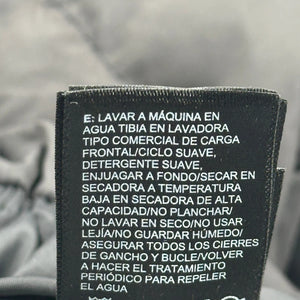 E: LAVAR A MÁQUINA EN
AGUA TIBIA EN LAVADORA
TIPO COMERCIAL DE CARGA
FRONTAL/CICLO SUAVE,
DETERGENTE SUAVE,
ENJUAGAR A FONDO/SECAR EN
SECADORA A TEMPERATURA
BAJA EN SECADORA DE ALTA
CAPACIDAD/NO PLANCHAR/
NO LAVAR EN SECO/NO USAR
LEJÍA/NO GUARDAR HÚMEDO/
ASEGURAR TODOS LOS CIERRES
DE GANCHO Y BUCLE/VOLVER
A HACER EL TRATAMIENTO
PERIÓDICO PARA REPELER
EL AGUA